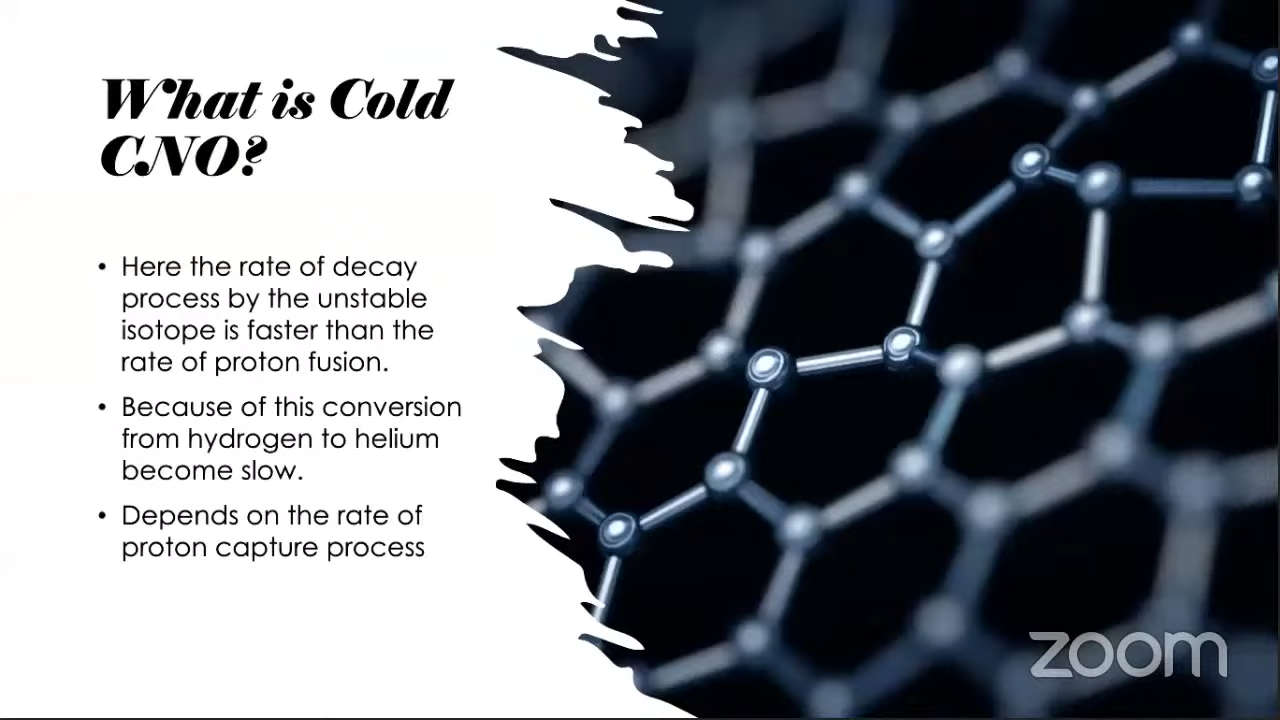 What is Cold
CNO?
• Here the rate of decay
process by the unstable
isotope is faster than the
rate of proton fusion.
• Because of this conversion
from hydrogen to helium
become slow.
• Depends on the rate of
proton capture process
zoom